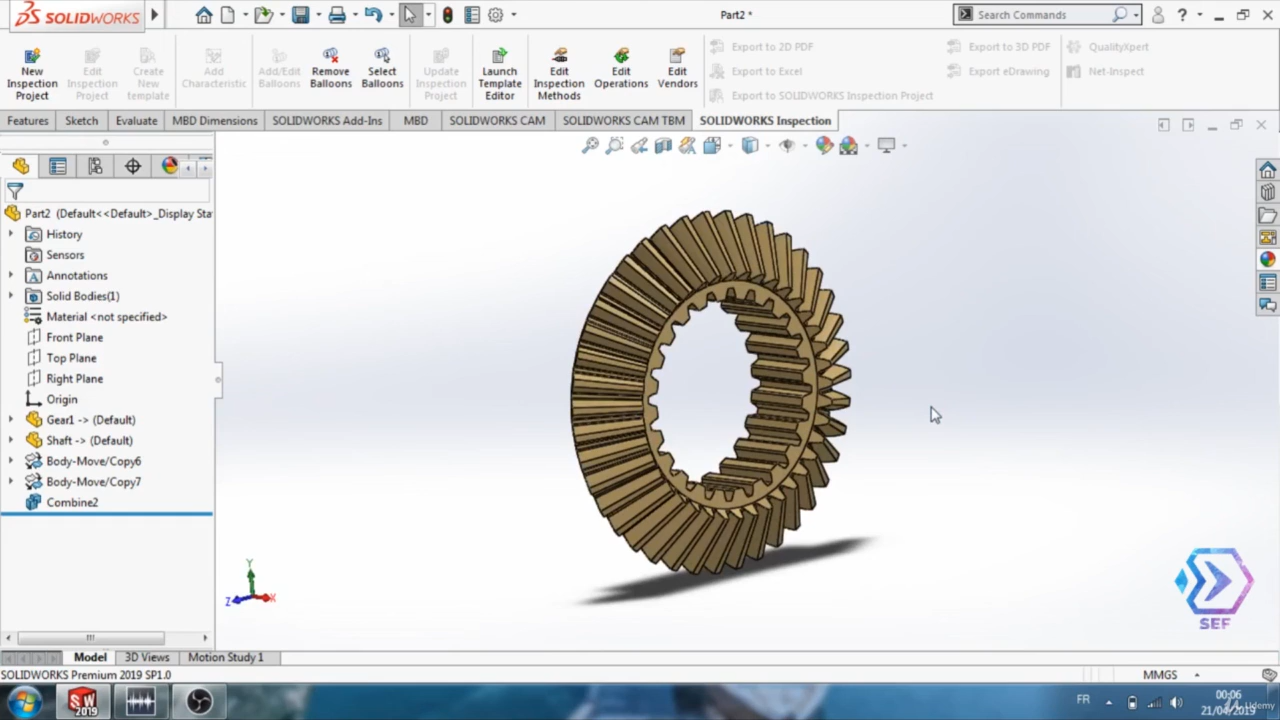 SOLIDWORKS
Part2 *
Search Commands
New Inspection Project
Edit Inspection Project
Create New template
Add Characteristic
Add/Edit Balloons
Remove Balloons
Select Balloons
Update Inspection Project
Launch Template Editor
Edit Inspection Methods
Edit Operations
Edit Vendors
Export to 2D PDF
Export to Excel
Export to SOLIDWORKS Inspection Project
Export to 3D PDF
Export eDrawing
QualityXpert
Net-Inspect
Features
Sketch
Evaluate
MBD Dimensions
SOLIDWORKS Add-Ins
MBD
SOLIDWORKS CAM
SOLIDWORKS CAM TBM
SOLIDWORKS Inspection
Part2 (Default<<Default>_Display Sta
History
Sensors
Annotations
Solid Bodies(1)
Material <not specified>
Front Plane
Top Plane
Right Plane
Origin
Gear1 -> (Default)
Shaft -> (Default)
Body-Move/Copy6
Body-Move/Copy7
Combine2
Y
Z
X
SEF
Model
3D Views
Motion Study 1
SOLIDWORKS Premium 2019 SP1.0
MMGS
SW
2019
FR
00:06
21/04/2019
Udemy